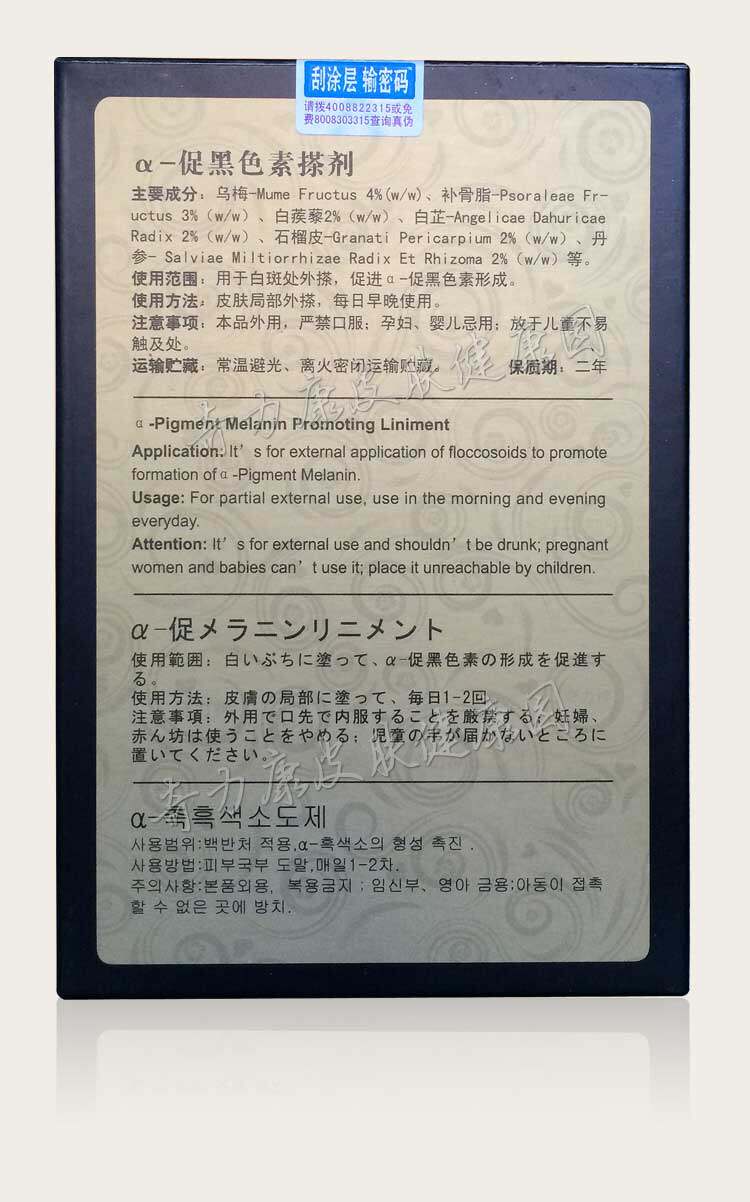 刮涂层 输密码
请拨4008822315或免
费8008303315查询真伪
α-促黑色素搽剂
主要成分：乌梅-Mume Fructus 4%(w/w)、补骨脂-Psoraleae Fr-
uctus 3%（w/w）、白蒺藜2%（w/w）、白芷-Angelicae Dahuricae
Radix 2%（w/w）、石榴皮-Granati Pericarpium 2%（w/w）、丹
参- Salviae Miltiorrhizae Radix Et Rhizoma 2%（w/w）等。
使用范围：用于白斑处外搽，促进α-促黑色素形成。
使用方法：皮肤局部外搽，每日早晚使用。
注意事项：本品外用，严禁口服；孕妇、婴儿忌用；放于儿童不易
触及处。
运输贮藏：常温避光、离火密闭运输贮藏。 保质期：二年
α-Pigment Melanin Promoting Liniment
Application: It’s for external application of floccosoids to promote
formation of α-Pigment Melanin.
Usage: For partial external use, use in the morning and evening
everyday.
Attention: It’s for external use and shouldn’t be drunk; pregnant
women and babies can’t use it; place it unreachable by children.
α-促メラニンリニメント
使用範囲：白いぶちに塗って、α-促黑色素の形成を促進す
る。
使用方法：皮膚の局部に塗って、毎日1-2回
注意事項：外用で口先で内服することを厳禁する；妊婦、
赤ん坊は使うことをやめる；児童の手が届かないところに
置いてください。
α-촉흑색소도제
사용범위:백반처 적용,α-흑색소의 형성 촉진 .
사용방법:피부국부 도말,매일1-2차.
주의사항:본품외용, 복용금지 ; 임신부、영아 금용;아동이 접촉
할 수 없은 곳에 방치.
奇力康皮肤健康园
奇力康皮肤健康园